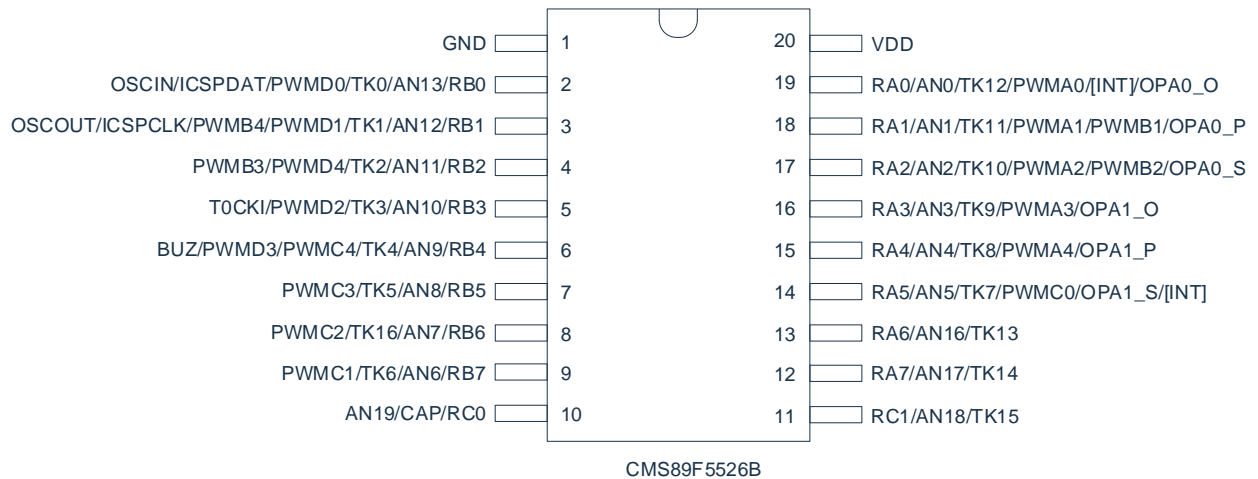 GND 1 20 VDD
OSCIN/ICSPDAT/PWMD0/TK0/AN13/RB0 2 19 RA0/AN0/TK12/PWMA0/[INT]/OPA0_O
OSCOUT/ICSPCLK/PWMB4/PWMD1/TK1/AN12/RB1 3 18 RA1/AN1/TK11/PWMA1/PWMB1/OPA0_P
PWMB3/PWMD4/TK2/AN11/RB2 4 17 RA2/AN2/TK10/PWMA2/PWMB2/OPA0_S
T0CKI/PWMD2/TK3/AN10/RB3 5 16 RA3/AN3/TK9/PWMA3/OPA1_O
BUZ/PWMD3/PWMC4/TK4/AN9/RB4 6 15 RA4/AN4/TK8/PWMA4/OPA1_P
PWMC3/TK5/AN8/RB5 7 14 RA5/AN5/TK7/PWMC0/OPA1_S/[INT]
PWMC2/TK16/AN7/RB6 8 13 RA6/AN16/TK13
PWMC1/TK6/AN6/RB7 9 12 RA7/AN17/TK14
AN19/CAP/RC0 10 11 RC1/AN18/TK15
CMS89F5526B